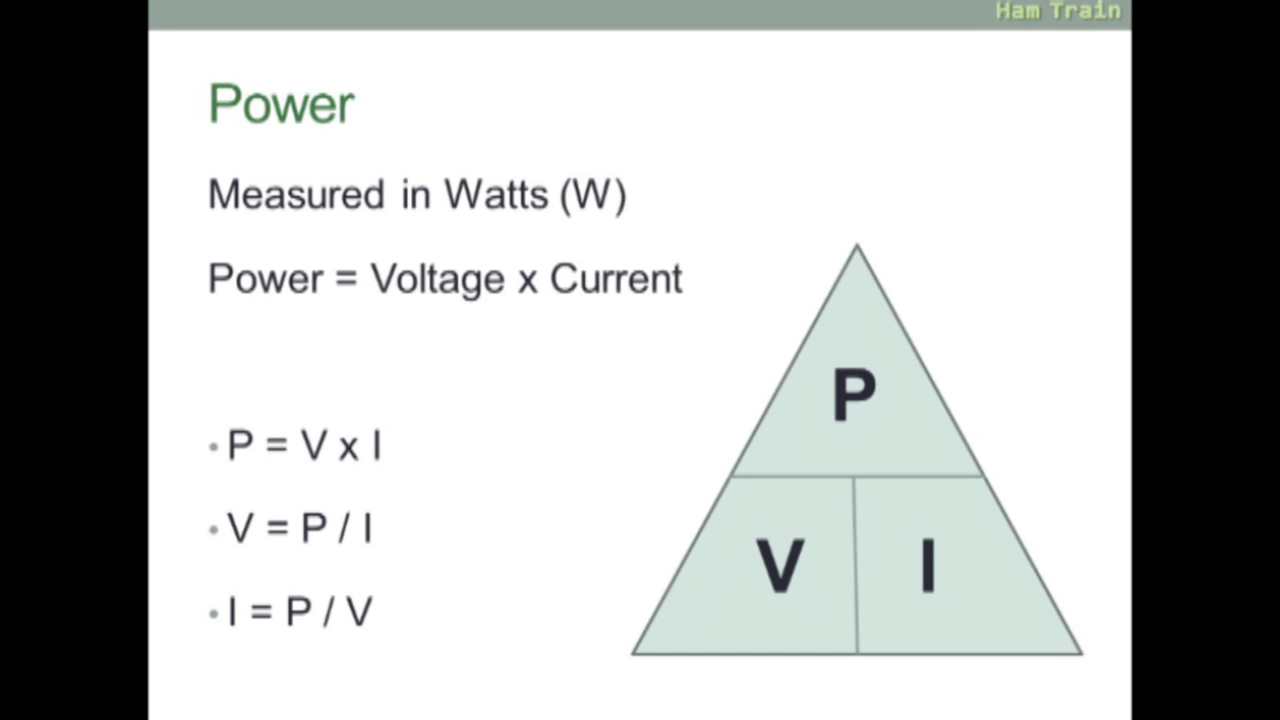 Ham Train
Power
Measured in Watts (W)
Power = Voltage x Current
• P = V x I
• V = P / I
• I = P / V
P
V I